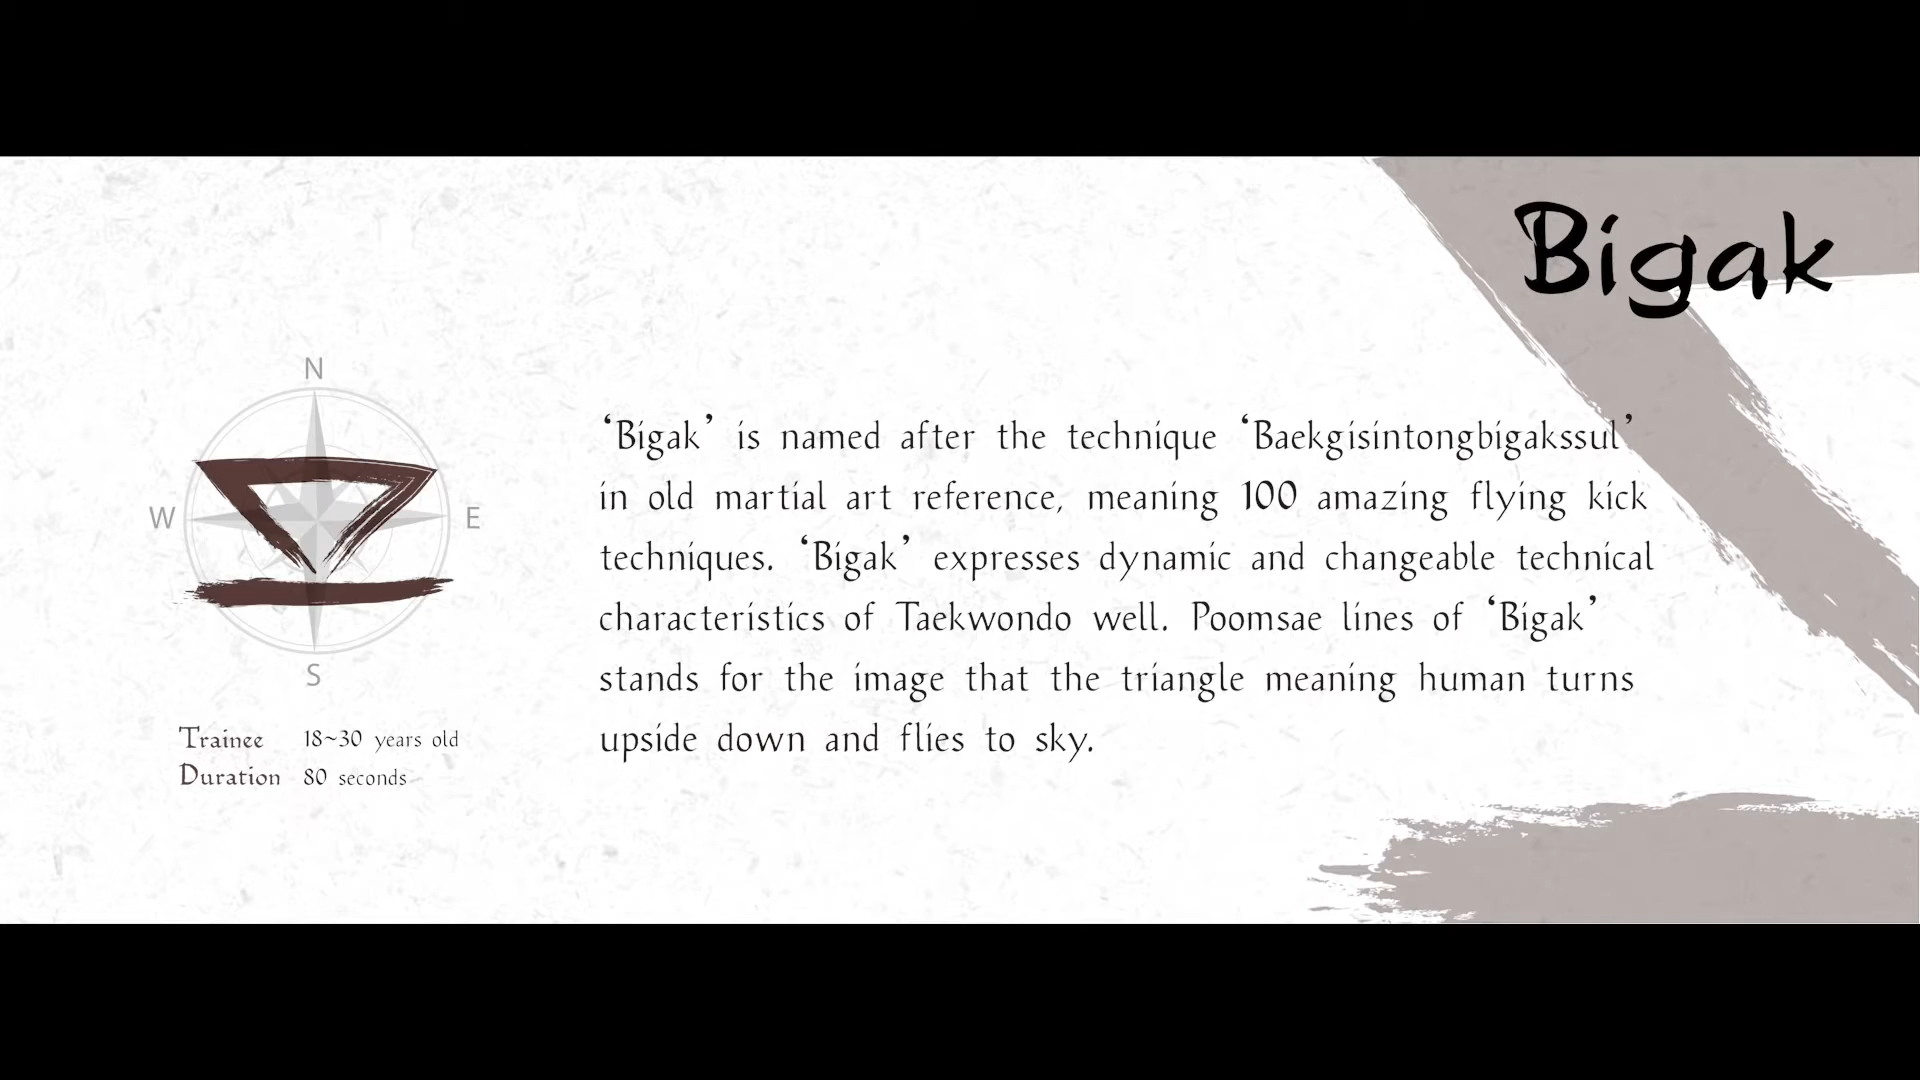 Bigak
N
W E
S
Trainee 18~30 years old
Duration 80 seconds
‘Bigak’ is named after the technique ‘Baekgisintongbigakssul’
in old martial art reference, meaning 100 amazing flying kick
techniques. ‘Bigak’ expresses dynamic and changeable technical
characteristics of Taekwondo well. Poomsae lines of ‘Bigak’
stands for the image that the triangle meaning human turns
upside down and flies to sky.